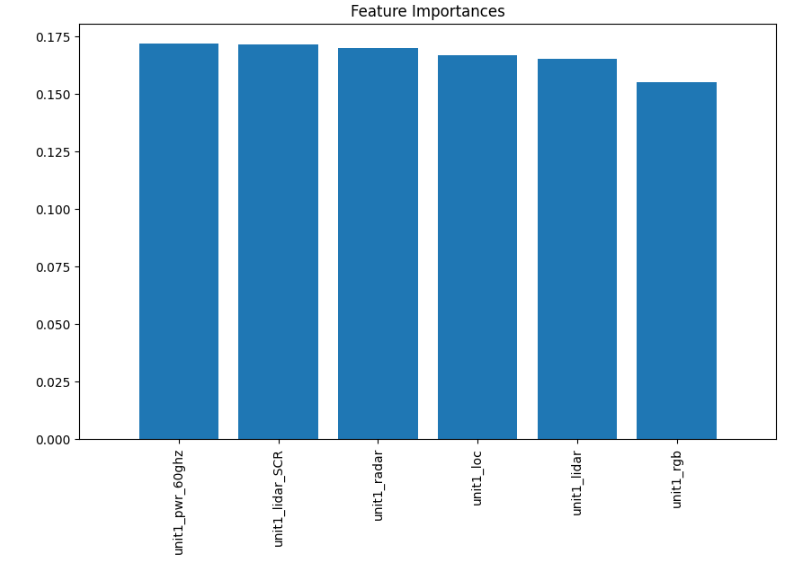 Feature Importances
0.175
0.150
0.125
0.100
0.075
0.050
0.025
0.000
unit1_pwr_60ghz
unit1_lidar_SCR
unit1_radar
unit1_loc
unit1_lidar
unit1_rgb